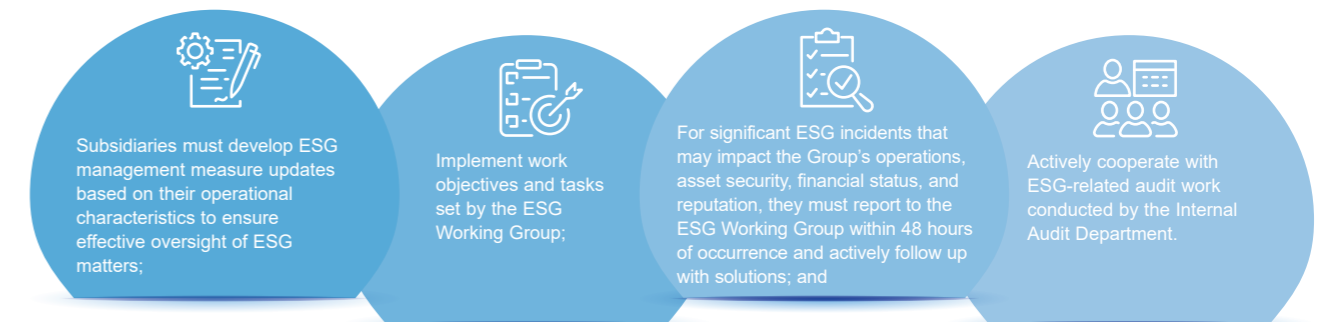 Subsidiaries must develop ESG
management measure updates
based on their operational
characteristics to ensure
effective oversight of ESG
matters;
Implement work
objectives and tasks
set by the ESG
Working Group;
For significant ESG incidents that
may impact the Group’s operations,
asset security, financial status, and
reputation, they must report to the
ESG Working Group within 48 hours
of occurrence and actively follow up
with solutions; and
Actively cooperate with
ESG-related audit work
conducted by the Internal
Audit Department.